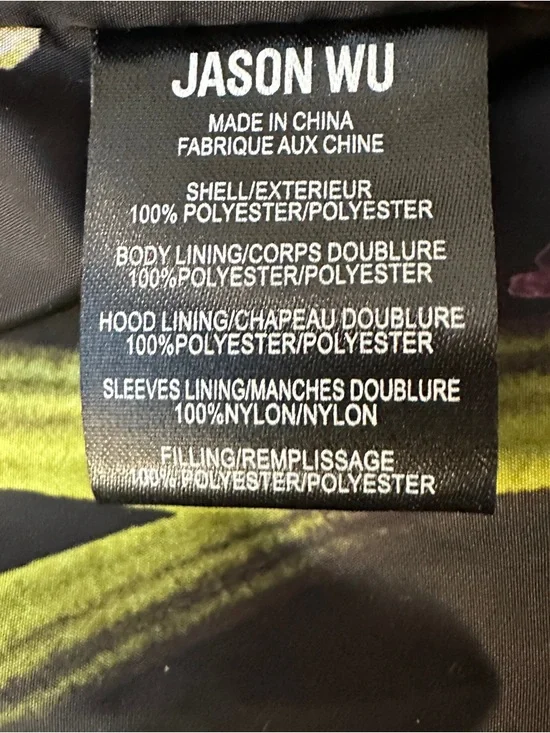 JASON WU
MADE IN CHINA
FABRIQUE AUX CHINE
SHELL/EXTERIEUR
100% POLYESTER/POLYESTER
BODY LINING/CORPS DOUBLURE
100%POLYESTER/POLYESTER
HOOD LINING/CHAPEAU DOUBLURE
100%POLYESTER/POLYESTER
SLEEVES LINING/MANCHES DOUBLURE
100%NYLON/NYLON
FILLING/REMPLISSAGE
100% POLYESTER/POLYESTER